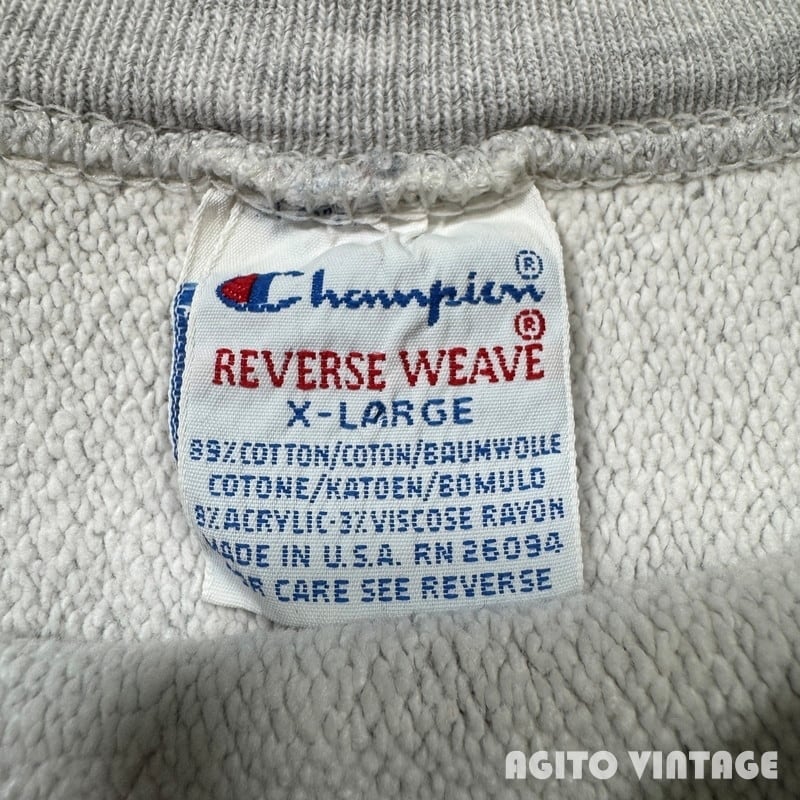 Champion®
REVERSE WEAVE®
X-LARGE
89% COTTON/COTON/BAUMWOLLE
COTONE/KATOEN/BOMULD
8% ACRYLIC-3% VISCOSE RAYON
MADE IN U.S.A. RN 26094
FOR CARE SEE REVERSE
AGITO VINTAGE